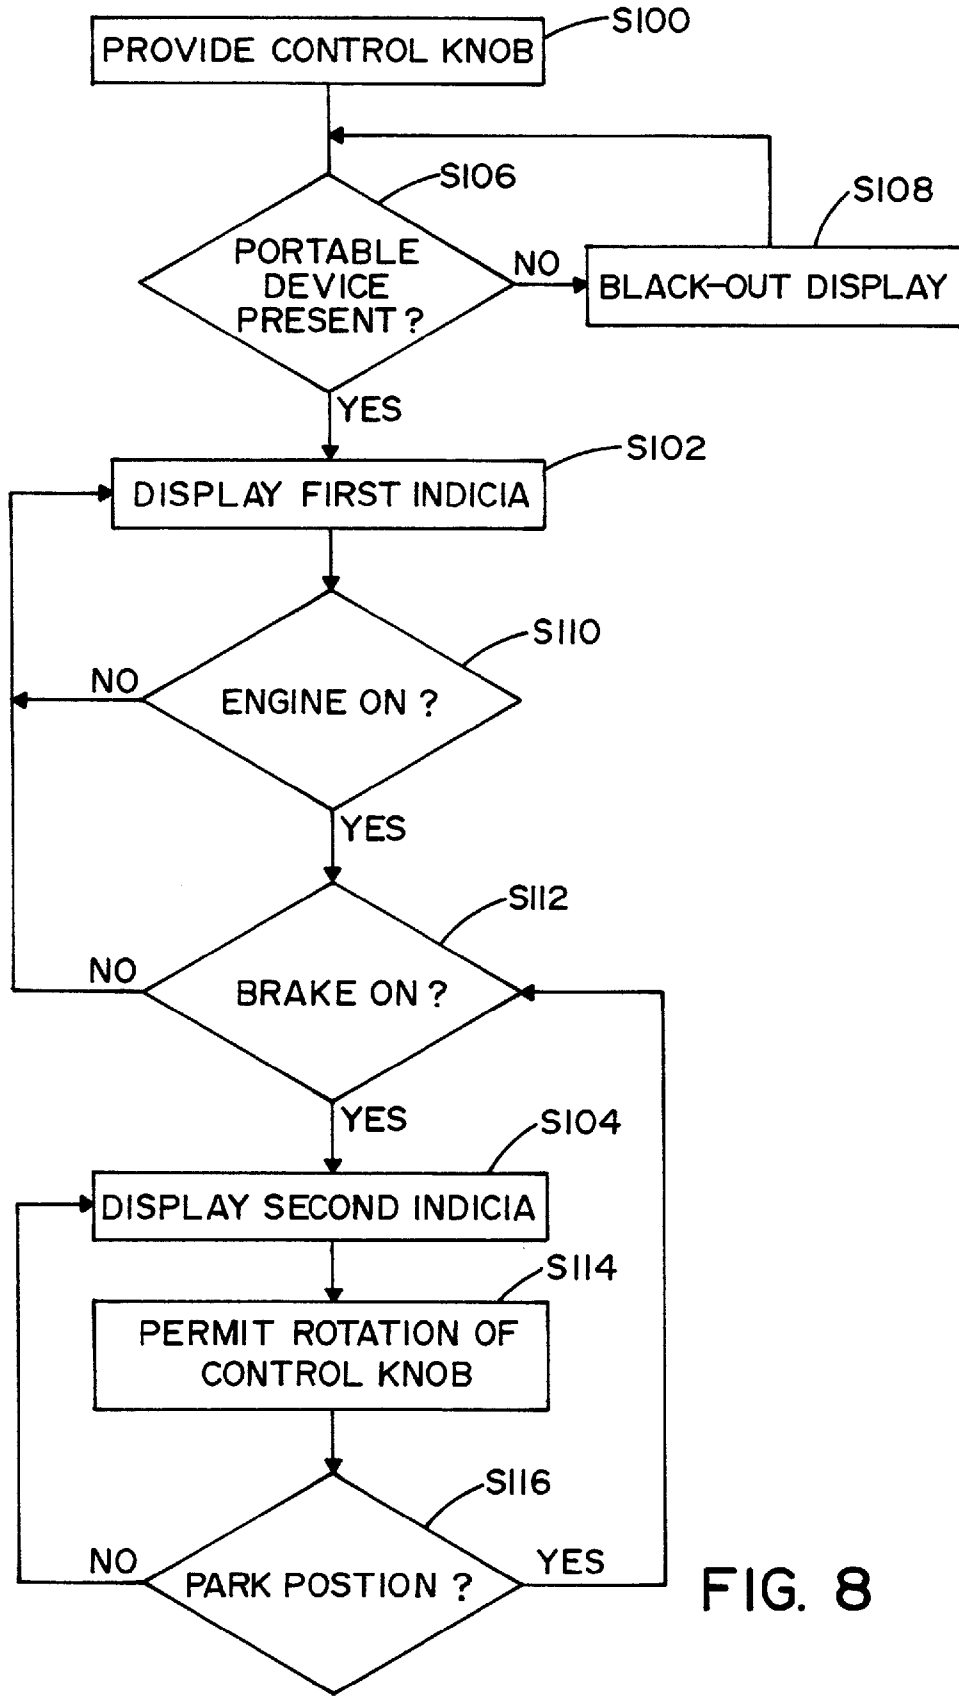 PROVIDE CONTROL KNOB
S100
S106
S108
PORTABLE
DEVICE
PRESENT?
NO
BLACK-OUT DISPLAY
YES
S102
DISPLAY FIRST INDICIA
S110
NO
ENGINE ON?
YES
S112
NO
BRAKE ON?
YES
S104
DISPLAY SECOND INDICIA
S114
PERMIT ROTATION OF
CONTROL KNOB
S116
NO
PARK POSTION?
YES
FIG. 8